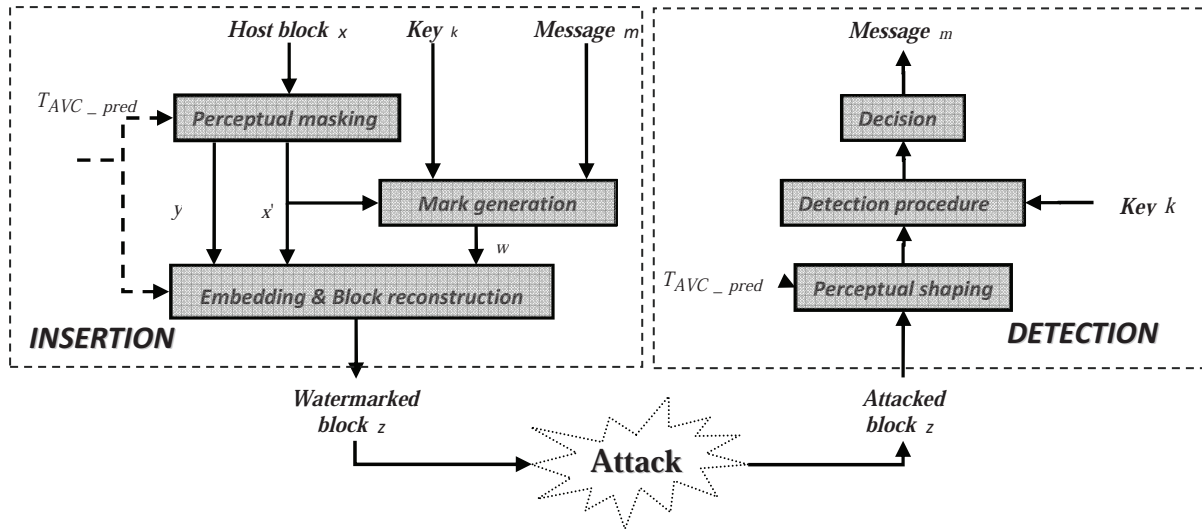 Host block x
Key k
Message m
T_AVC_pred
Perceptual masking
y
x'
Mark generation
w
Embedding & Block reconstruction
INSERTION
Watermarked
block z
Attack
Message m
Decision
Detection procedure
Key k
T_AVC_pred
Perceptual shaping
DETECTION
Attacked
block z